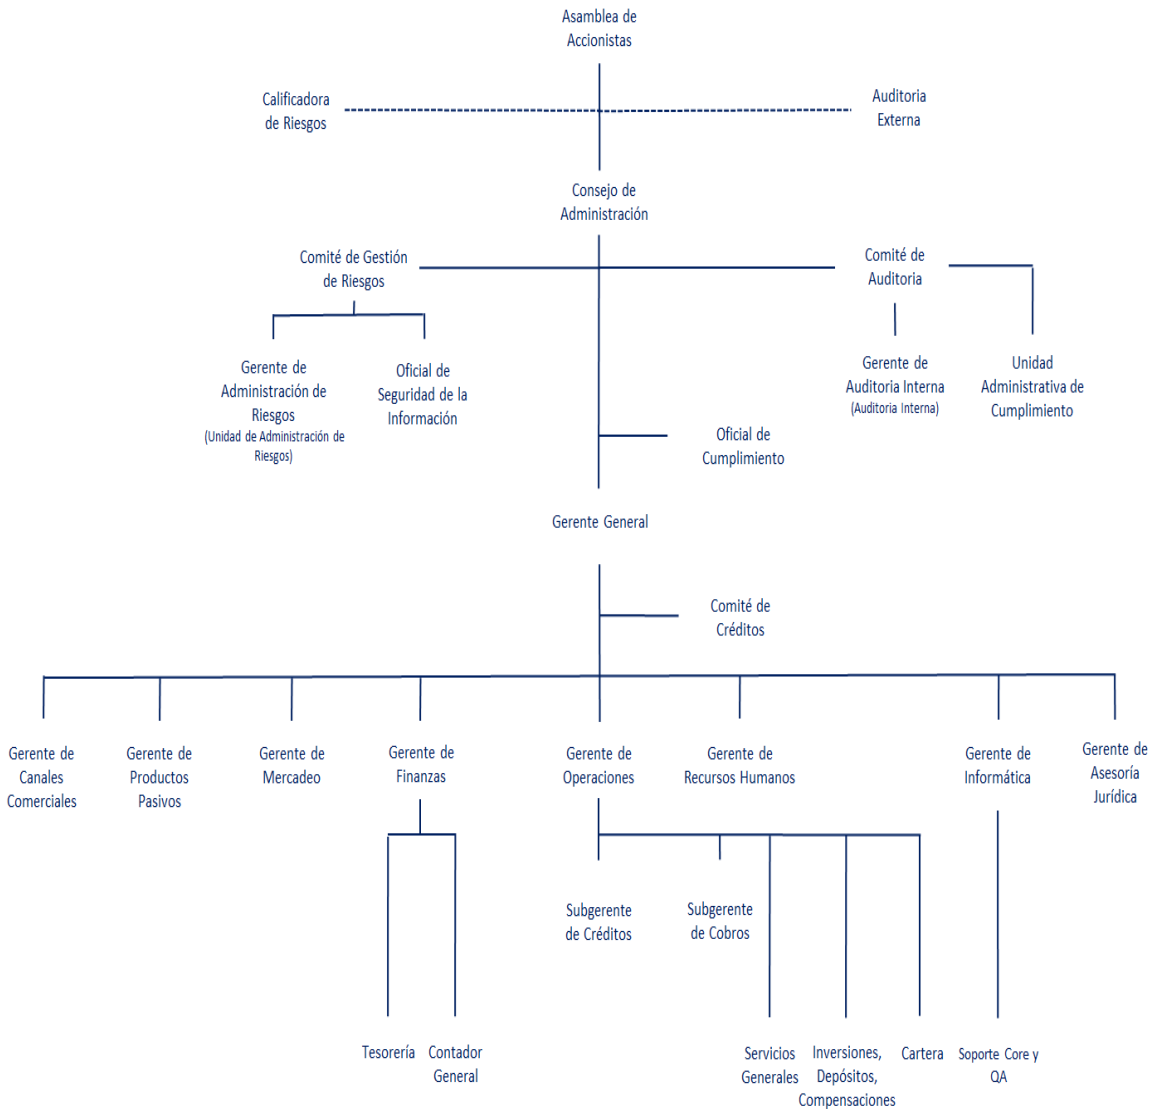 Asamblea de
Accionistas
Calificadora
de Riesgos
Auditoria
Externa
Consejo de
Administración
Comité de Gestión
de Riesgos
Comité de
Auditoria
Gerente de
Administración de
Riesgos
(Unidad de Administración de
Riesgos)
Oficial de
Seguridad de la
Información
Gerente de
Auditoria Interna
(Auditoria Interna)
Unidad
Administrativa de
Cumplimiento
Oficial de
Cumplimiento
Gerente General
Comité de
Créditos
Gerente de
Canales
Comerciales
Gerente de
Productos
Pasivos
Gerente de
Mercadeo
Gerente de
Finanzas
Gerente de
Operaciones
Gerente de
Recursos Humanos
Gerente de
Informática
Gerente de
Asesoría
Jurídica
Subgerente
de Créditos
Subgerente
de Cobros
Tesorería
Contador
General
Servicios
Generales
Inversiones,
Depósitos,
Compensaciones
Cartera
Soporte Core y
QA